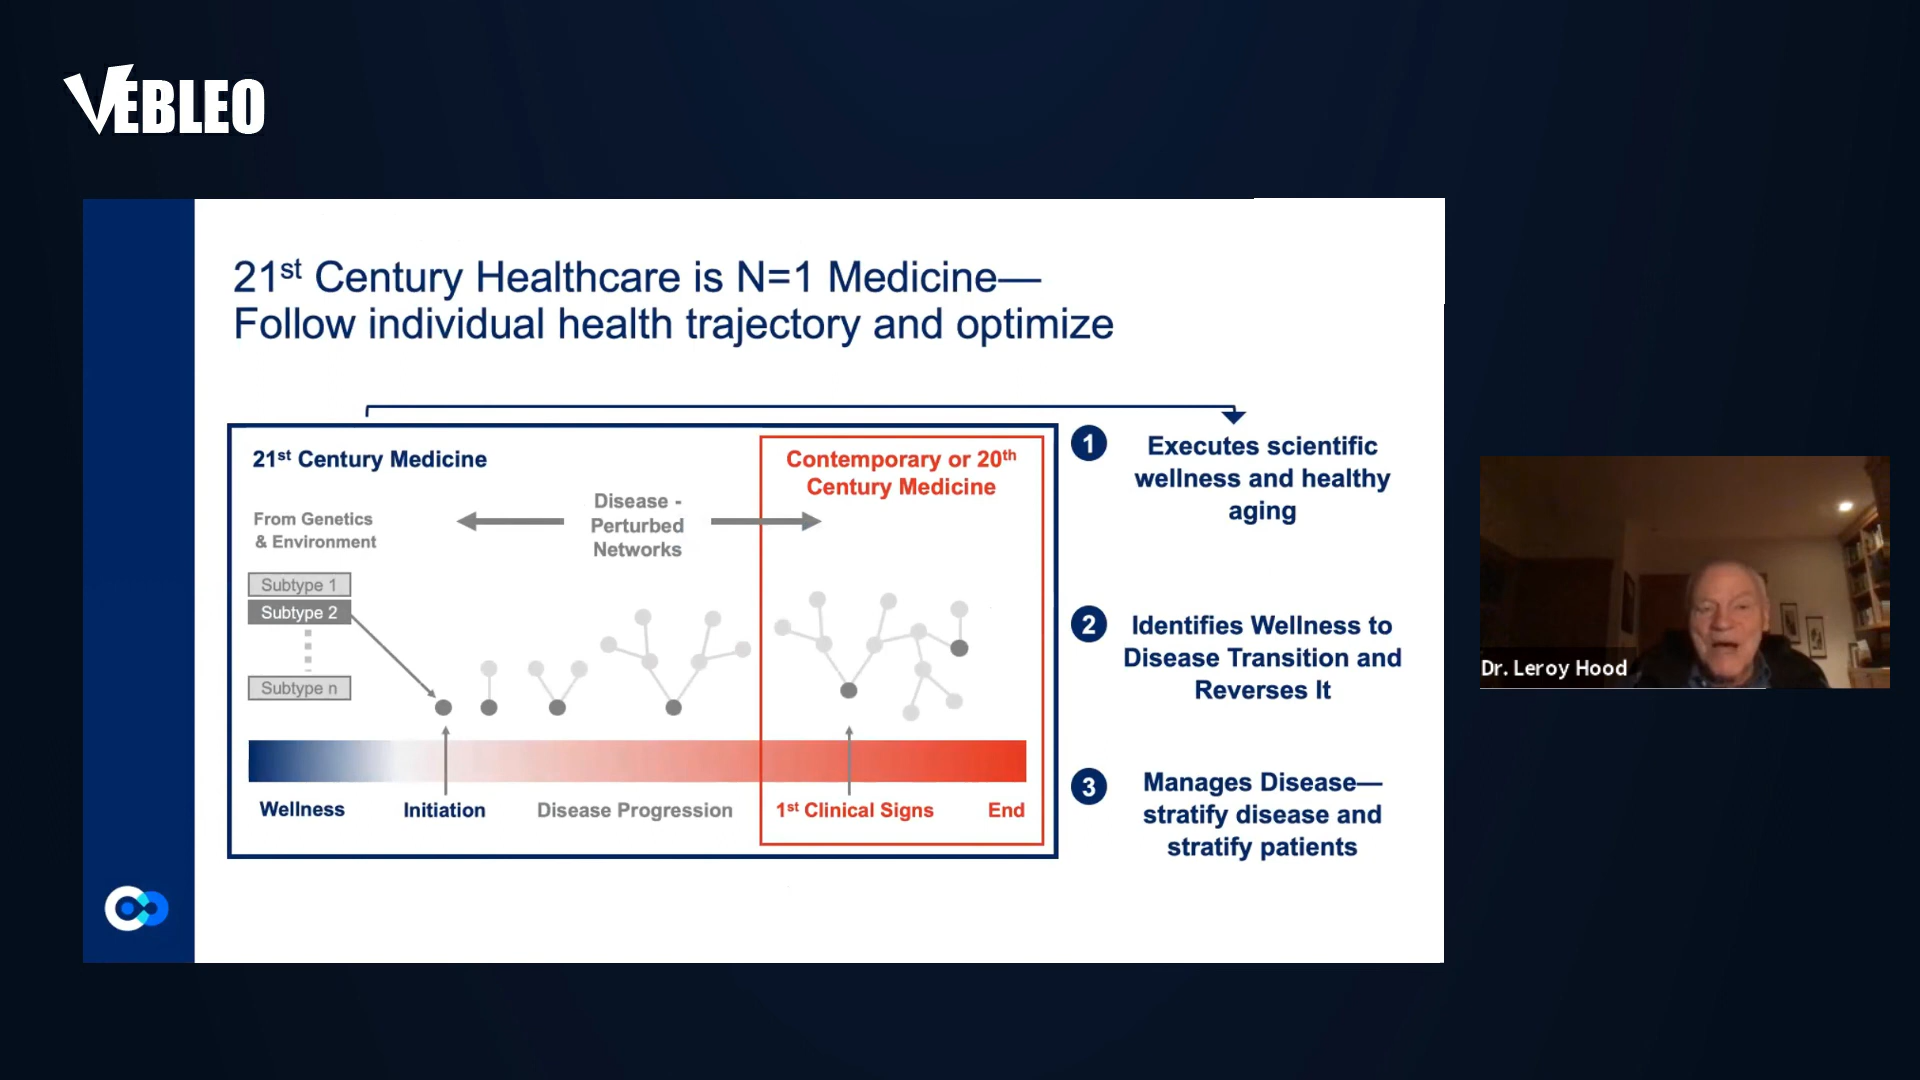 VEBLEO
21st Century Healthcare is N=1 Medicine—
Follow individual health trajectory and optimize
21st Century Medicine
From Genetics
& Environment
Subtype 1
Subtype 2
Subtype n
Disease -
Perturbed
Networks
Contemporary or 20th
Century Medicine
Wellness
Initiation
Disease Progression
1st Clinical Signs
End
1
Executes scientific
wellness and healthy
aging
2
Identifies Wellness to
Disease Transition and
Reverses It
3
Manages Disease—
stratify disease and
stratify patients
Dr. Leroy Hood